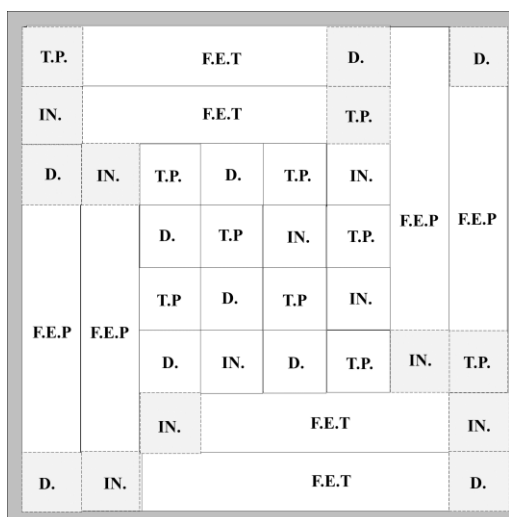 T.P. F.E.T D. D.
IN. F.E.T T.P.
D. IN. T.P. D. T.P. IN.
F.E.P F.E.P
D. T.P IN. T.P.
T.P D. T.P IN.
F.E.P F.E.P
D. IN. D. T.P. IN. T.P.
IN. F.E.T IN.
D. IN. F.E.T D.